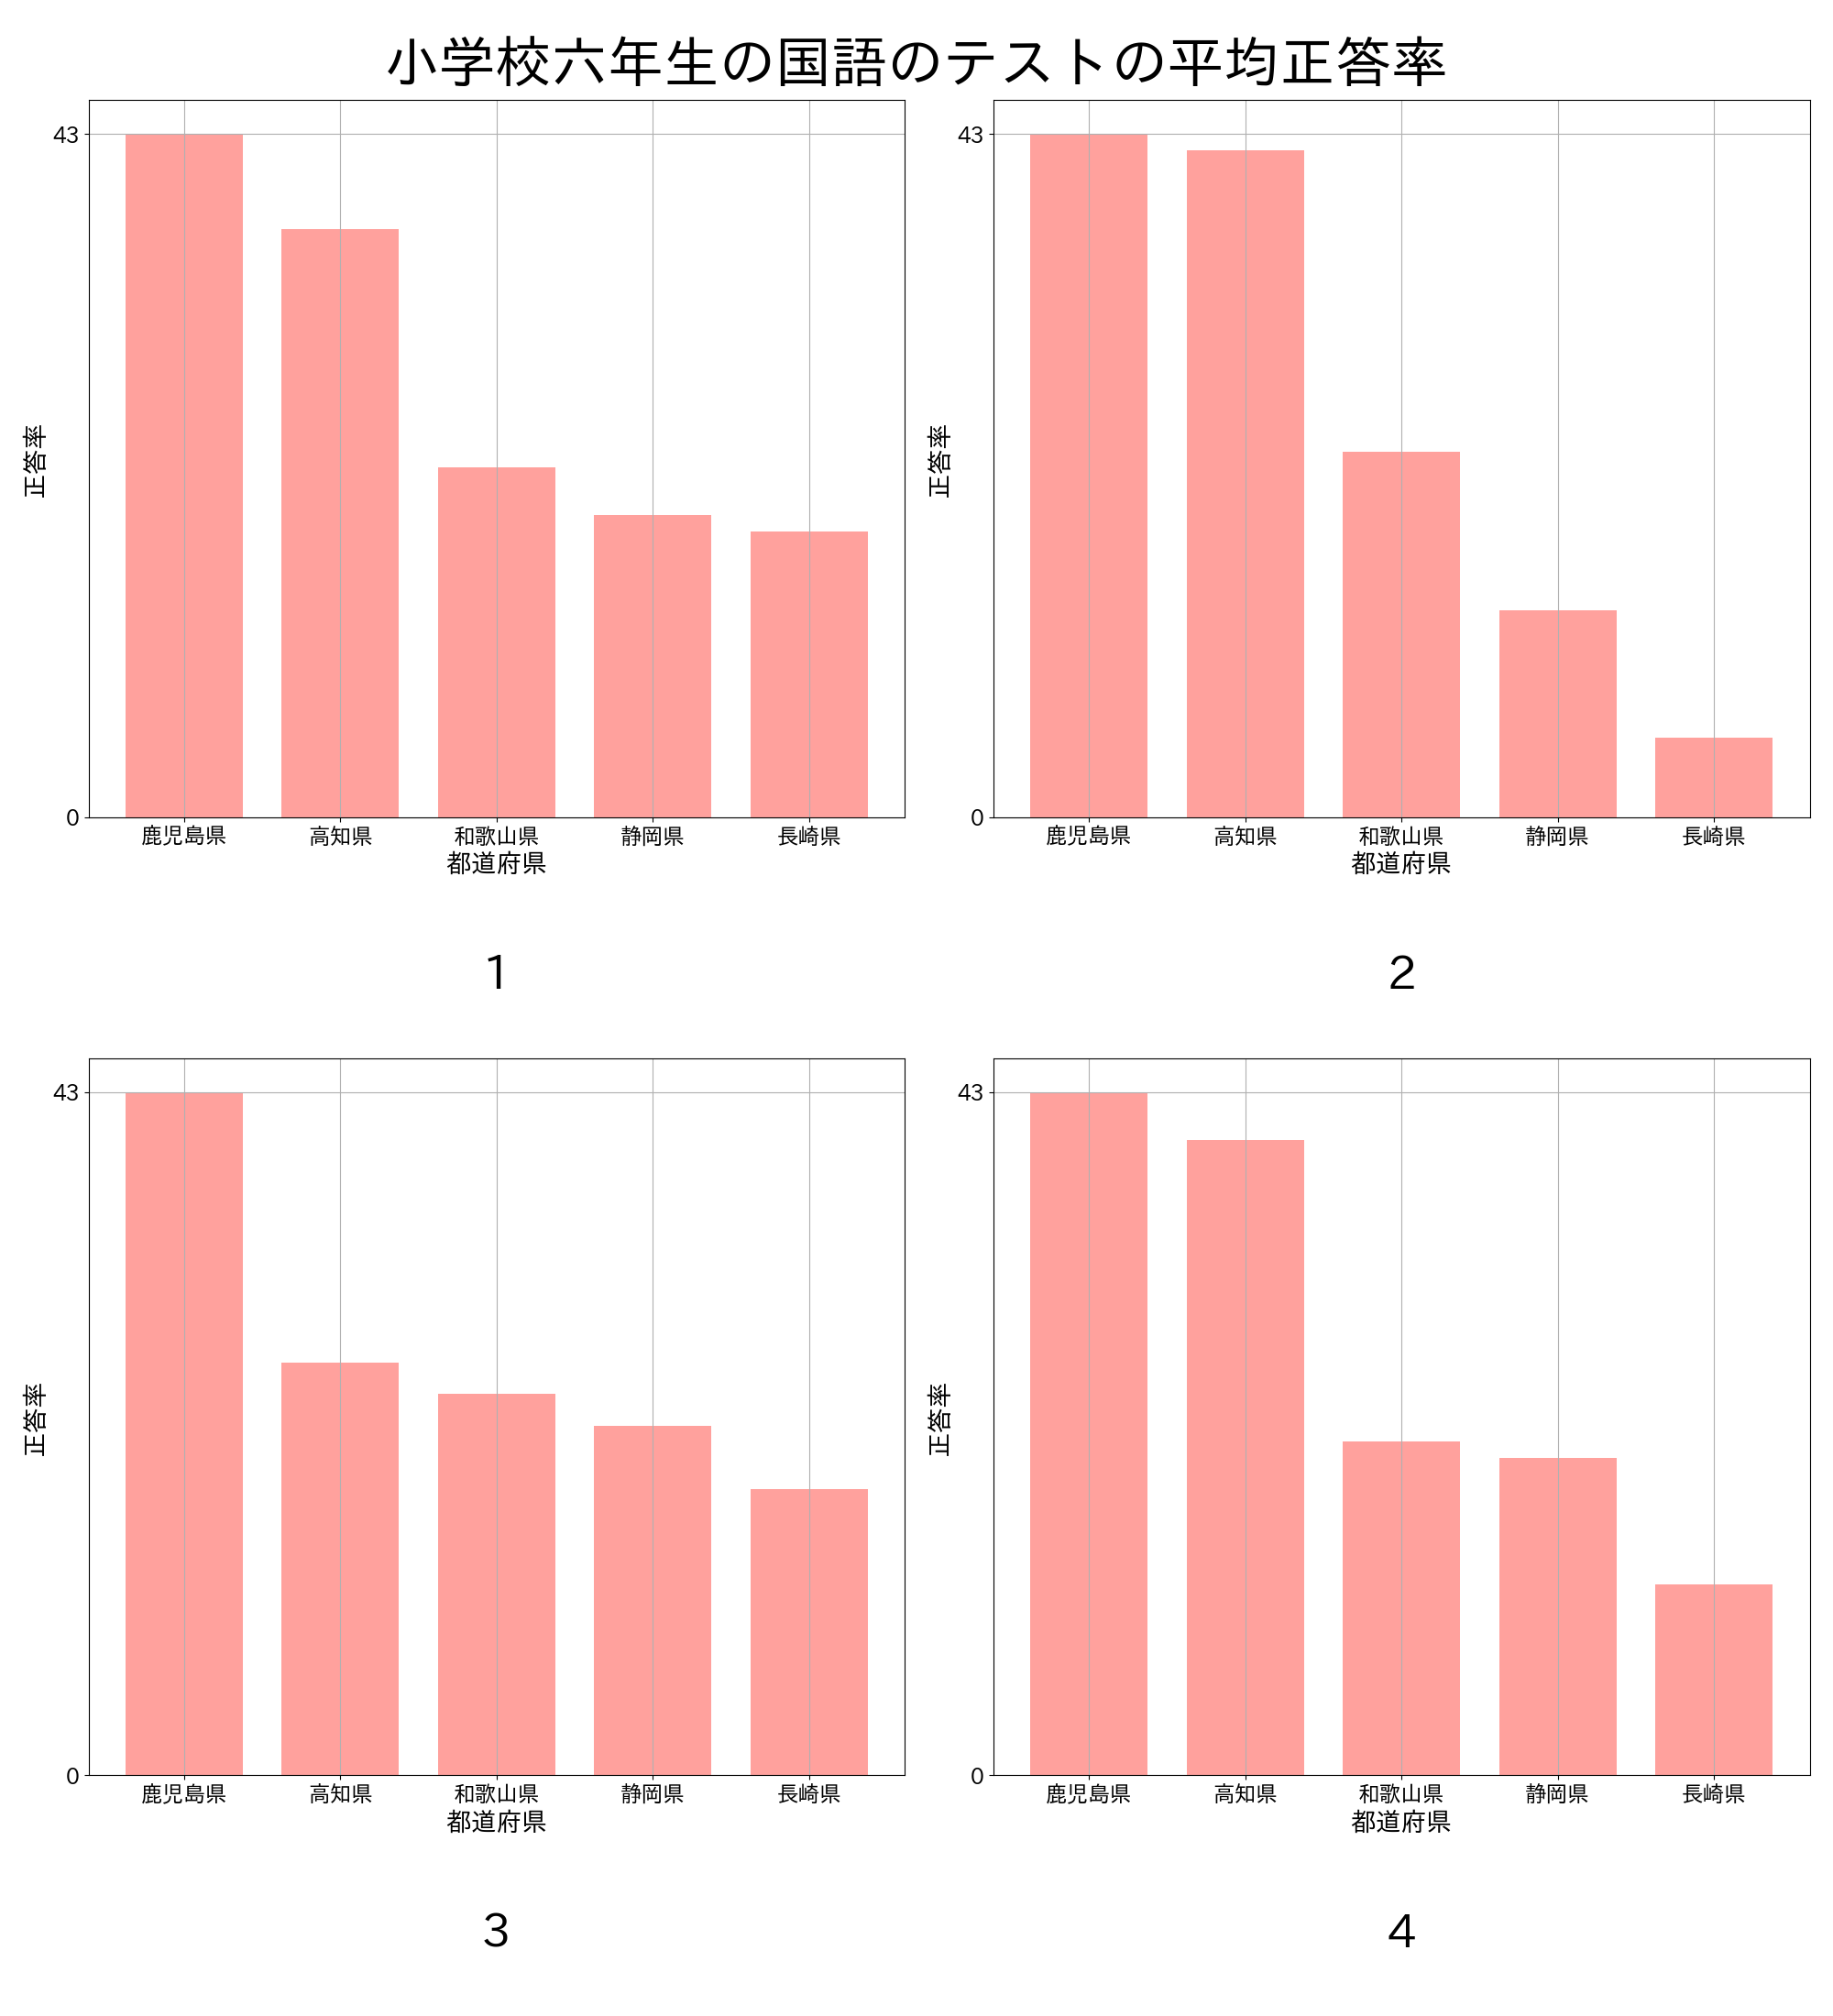 小学校六年生の国語のテストの平均正答率
43
0
正答率
鹿児島県 高知県 和歌山県 静岡県 長崎県
都道府県
1
43
0
正答率
鹿児島県 高知県 和歌山県 静岡県 長崎県
都道府県
2
43
0
正答率
鹿児島県 高知県 和歌山県 静岡県 長崎県
都道府県
3
43
0
正答率
鹿児島県 高知県 和歌山県 静岡県 長崎県
都道府県
4